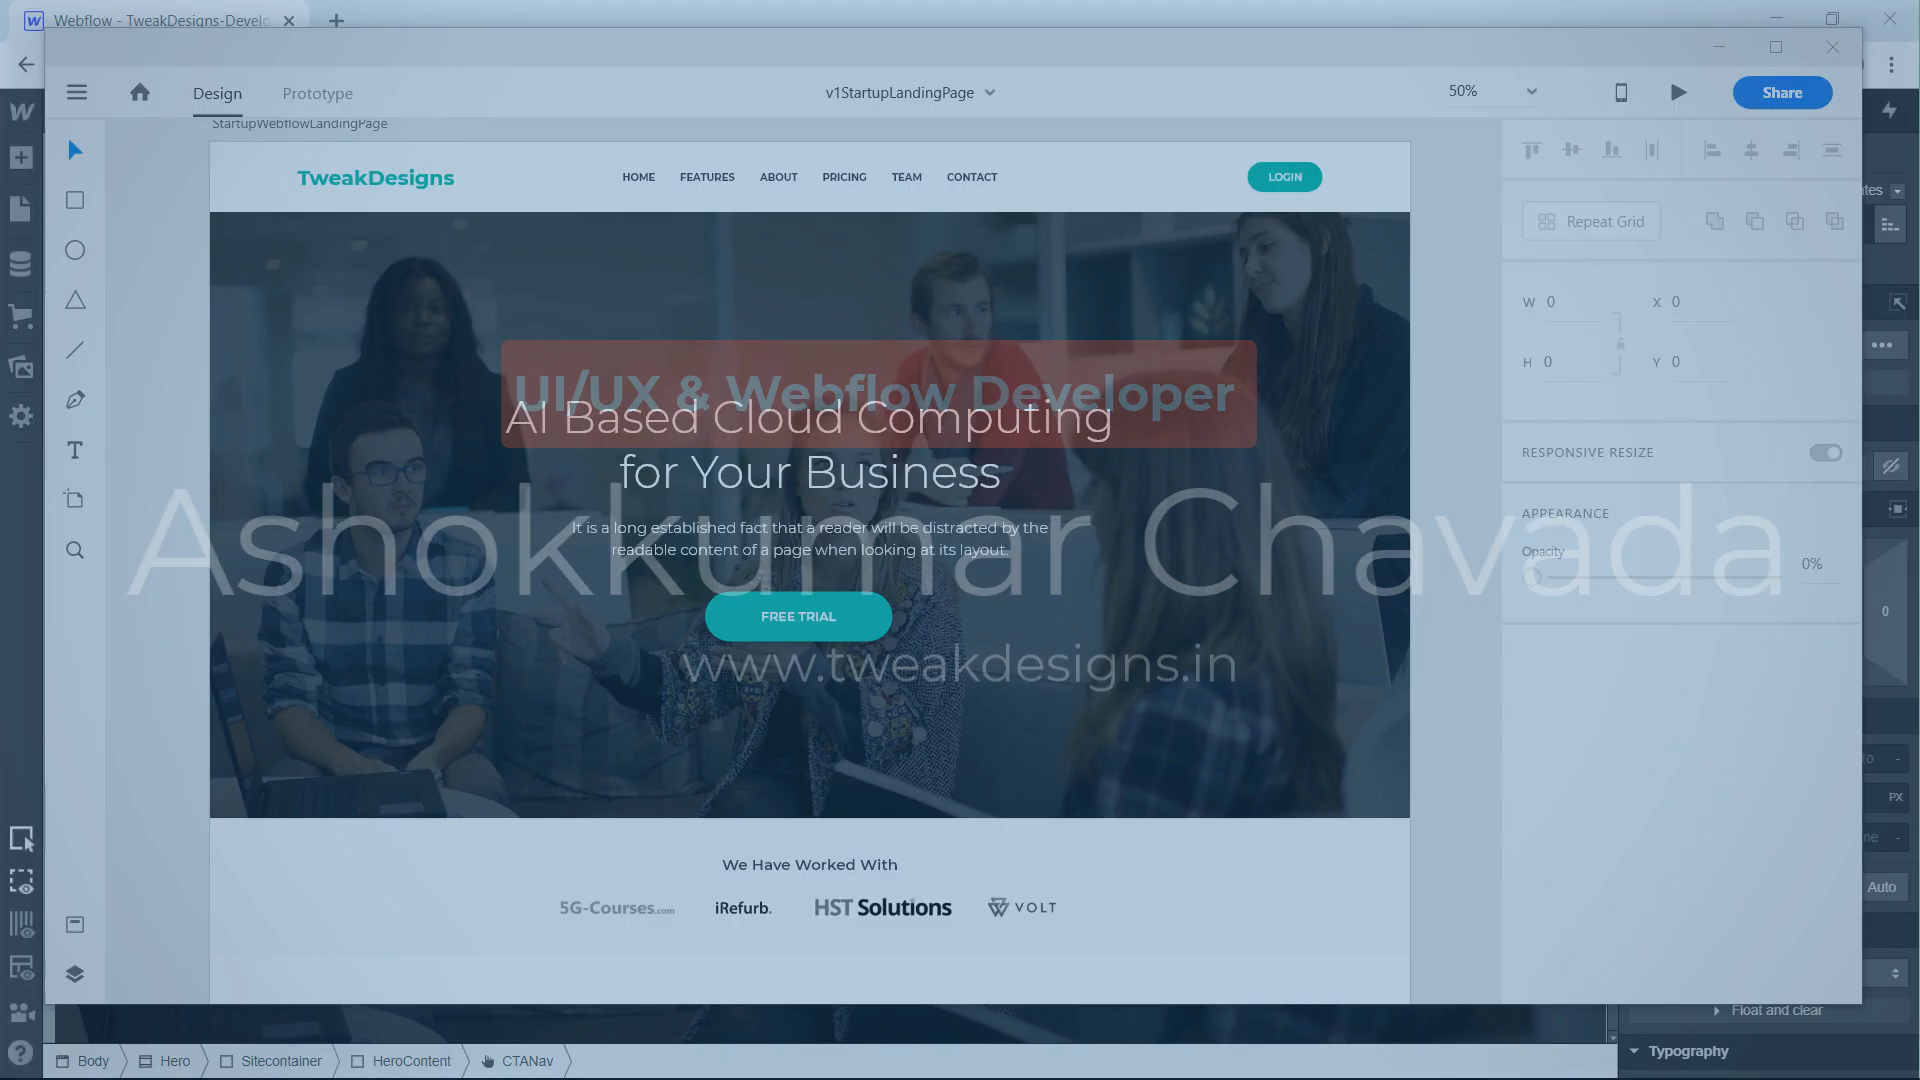 Webflow - TweakDesigns-Develo
Design
Prototype
v1StartupLandingPage
50%
Share
StartupWebflowLandingPage
TweakDesigns
HOME
FEATURES
ABOUT
PRICING
TEAM
CONTACT
LOGIN
Repeat Grid
W 0
X 0
H 0
Y 0
UI/UX & Webflow Developer
AI Based Cloud Computing
for Your Business
RESPONSIVE RESIZE
Ashokkumar Chavada
It is a long established fact that a reader will be distracted by the
readable content of a page when looking at its layout.
APPEARANCE
Opacity
0%
FREE TRIAL
0
www.tweakdesigns.in
PX
We Have Worked With
5G-Courses.com
iRefurb.
HST Solutions
VOLT
Auto
Float and clear
Typography
Body
Hero
Sitecontainer
HeroContent
CTANav